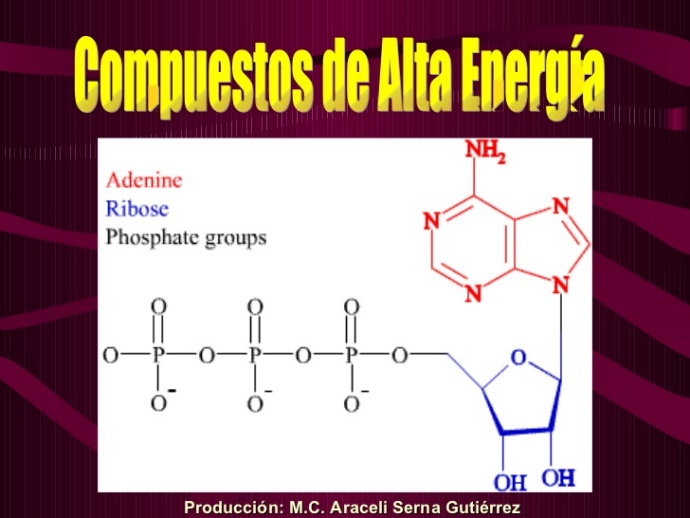 Compuestos de Alta Energía
Adenine
Ribose
Phosphate groups
NH₂
N
N
N
N
O
O
O
O
P
O
P
O
P
O
O
O⁻
O⁻
O⁻
OH
OH
Producción: M.C. Araceli Serna Gutiérrez